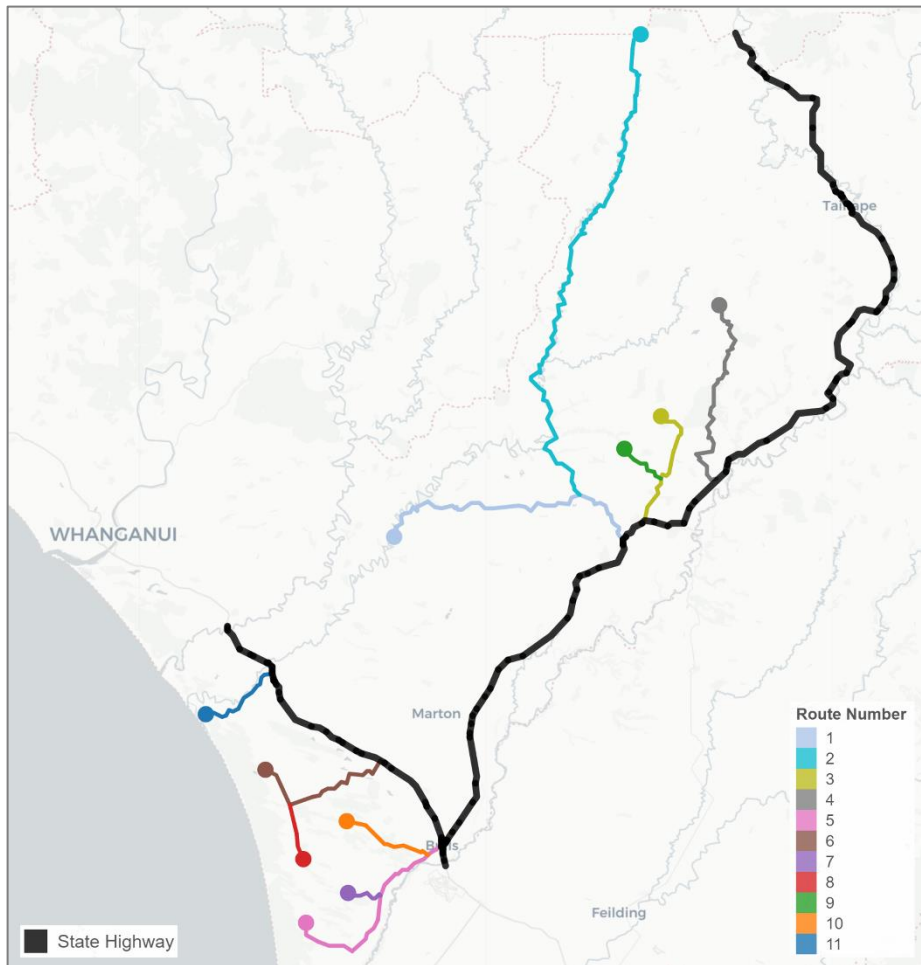 Taihape
WHANGANUI
Marton
Bulls
Feilding
State Highway
Route Number
1
2
3
4
5
6
7
8
9
10
11